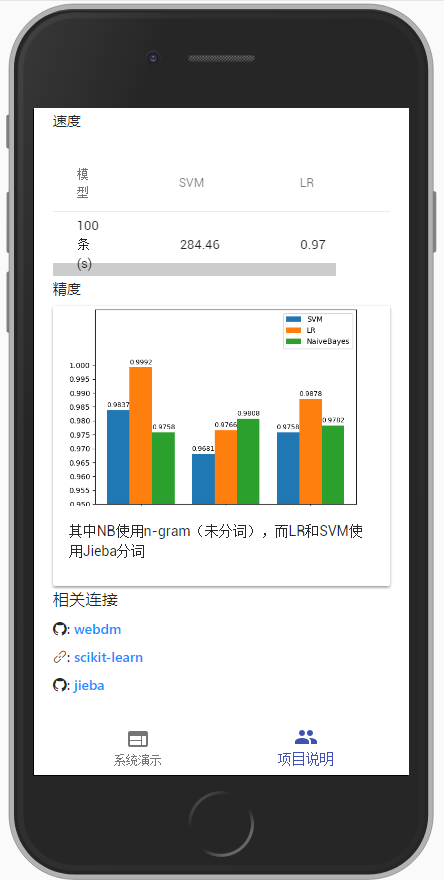 速度
模型 SVM LR
100条(s) 284.46 0.97
精度
SVM
LR
NaiveBayes
1.000
0.995
0.990
0.985
0.980
0.975
0.970
0.965
0.960
0.955
0.950
0.9837 0.9992 0.9758
0.9681 0.9766 0.9808
0.9758 0.9878 0.9782
其中NB使用n-gram（未分词），而LR和SVM使
用Jieba分词
相关连接
: webdm
: scikit-learn
: jieba
系统演示 项目说明